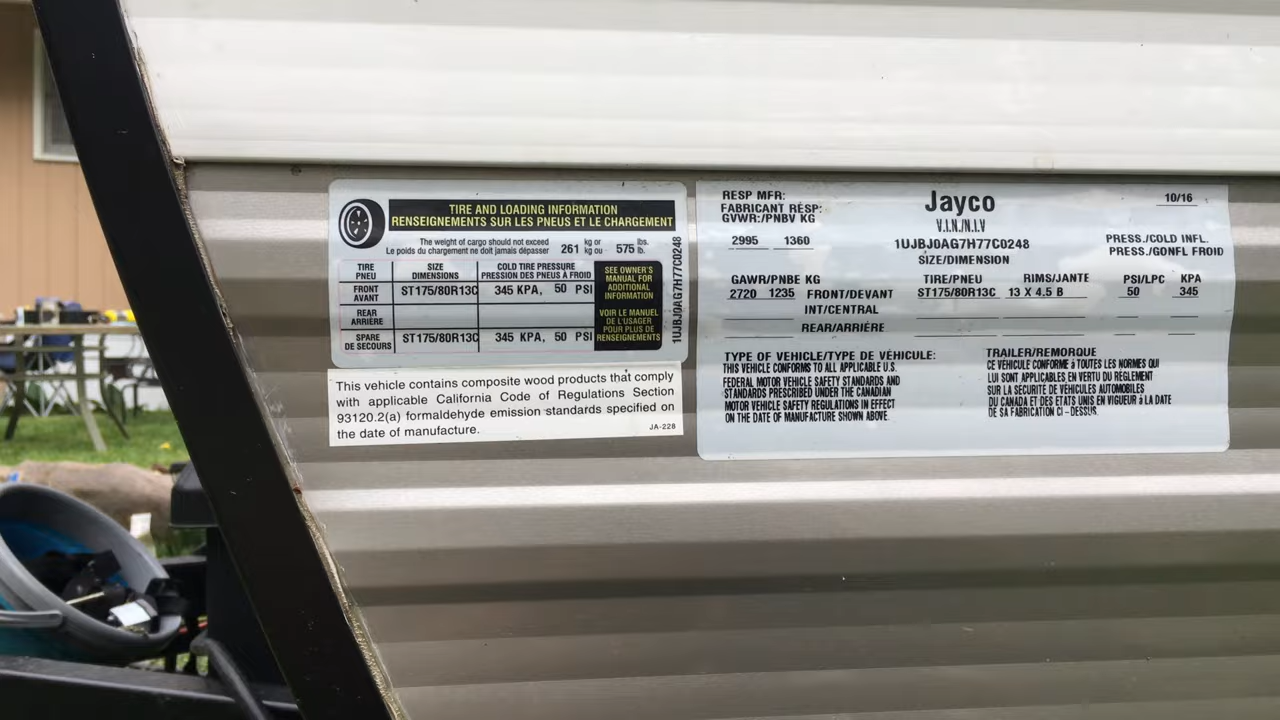 TIRE AND LOADING INFORMATION
RENSEIGNEMENTS SUR LES PNEUS ET LE CHARGEMENT
The weight of cargo should not exceed 261 kg or 575 lbs.
Le poids du chargement ne doit jamais dépasser kg ou lb.
TIRE SIZE COLD TIRE PRESSURE
PNEU DIMENSIONS PRESSION DES PNEUS À FROID
FRONT
AVANT ST175/80R13C 345 KPA, 50 PSI
REAR
ARRIÈRE
SPARE
DE SECOURS ST175/80R13C 345 KPA, 50 PSI
SEE OWNER'S
MANUAL FOR
ADDITIONAL
INFORMATION
VOIR LE MANUEL
DE L'USAGER
POUR PLUS DE
RENSEIGNEMENTS
1UJBJ0AG7H77C0248
This vehicle contains composite wood products that comply
with applicable California Code of Regulations Section
93120.2(a) formaldehyde emission standards specified on
the date of manufacture.
JA-228
RESP MFR: Jayco 10/16
FABRICANT RÉSP:
GVWR:/PNBV KG V.I.N./N.I.V
2995 1360 1UJBJ0AG7H77C0248 PRESS./COLD INFL.
SIZE/DIMENSION PRESS./GONFL FROID
GAWR/PNBE KG TIRE/PNEU RIMS/JANTE PSI/LPC KPA
2720 1235 FRONT/DEVANT ST175/80R13C 13 X 4.5 B 50 345
INT/CENTRAL
REAR/ARRIÈRE
TYPE OF VEHICLE/TYPE DE VÉHICULE: TRAILER/REMORQUE
THIS VEHICLE CONFORMS TO ALL APPLICABLE U.S.
FEDERAL MOTOR VEHICLE SAFETY STANDARDS AND
STANDARDS PRESCRIBED UNDER THE CANADIAN
MOTOR VEHICLE SAFETY REGULATIONS IN EFFECT
ON THE DATE OF MANUFACTURE SHOWN ABOVE.
CE VÉHICULE CONFORME à TOUTES LES NORMES QUI
LUI SONT APPLICABLES EN VERTU DU RÈGLEMENT
SUR LA SÉCURITÉ DE VÉHICULES AUTOMOBILES
DU CANADA ET DES ETATS UNIS EN VIGUEUR à LA DATE
DE SA FABRICATION CI-DESSUS.